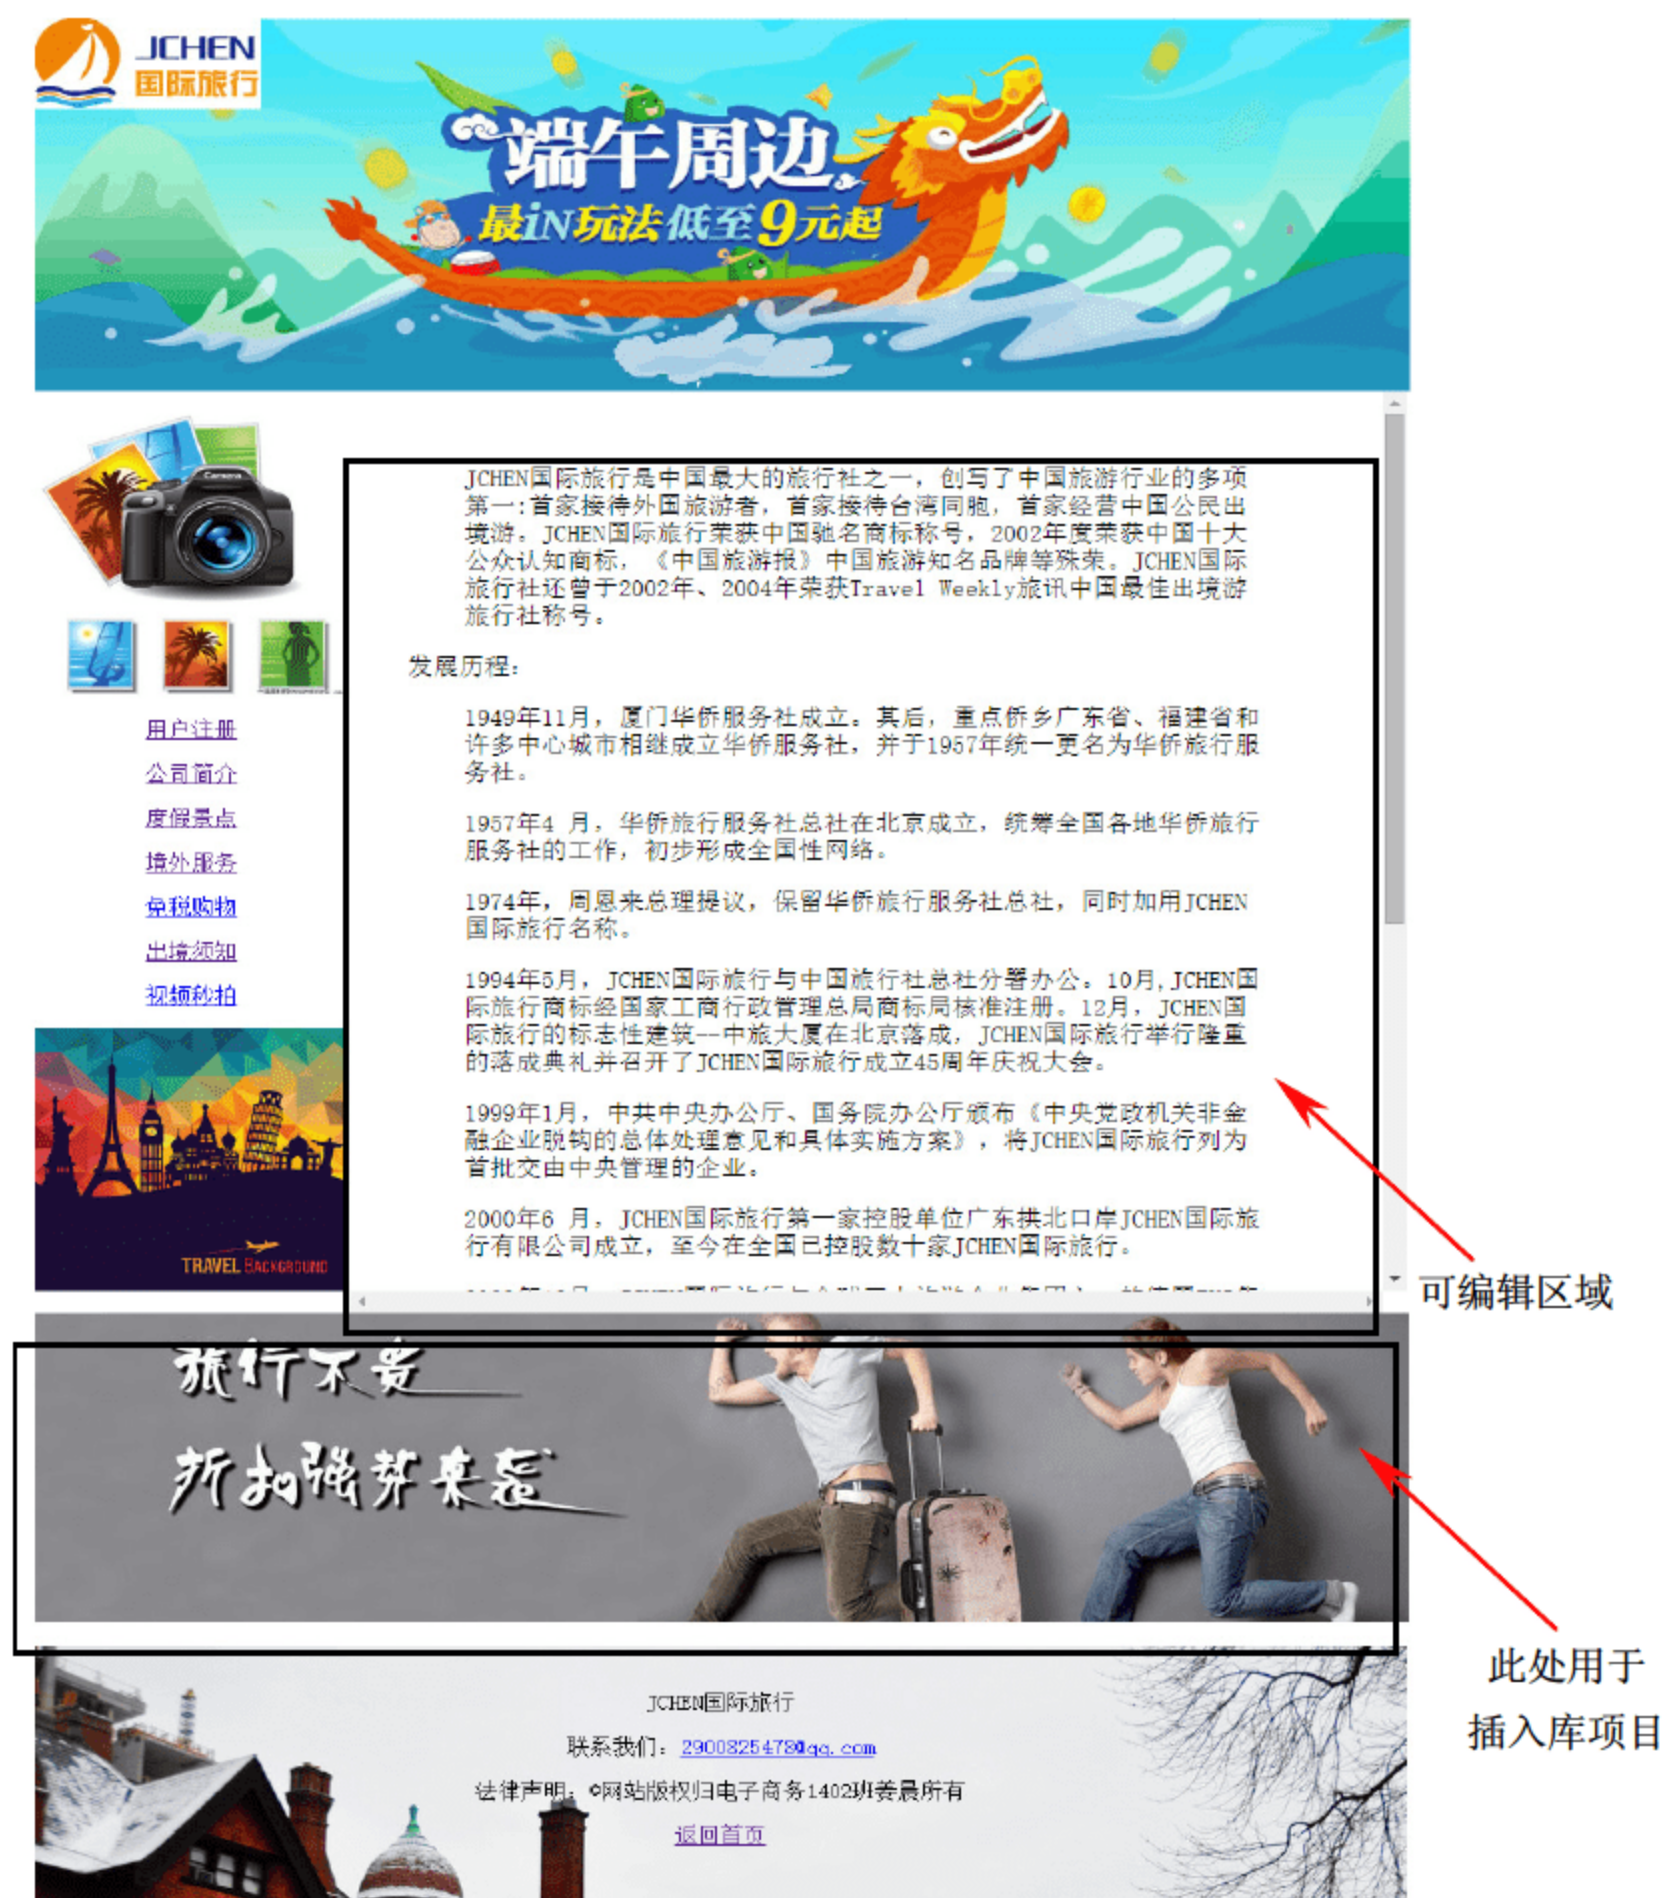 JCHEN
国际旅行
端午周边
最iN玩法低至9元起
Camera
JCHEN国际旅行是中国最大的旅行社之一，创写了中国旅游行业的多项
第一:首家接待外国旅游者，首家接待台湾同胞，首家经营中国公民出
境游。JCHEN国际旅行荣获中国驰名商标称号，2002年度荣获中国十大
公众认知商标，《中国旅游报》中国旅游知名品牌等殊荣。JCHEN国际
旅行社还曾于2002年、2004年荣获Travel Weekly旅讯中国最佳出境游
旅行社称号。
发展历程：
1949年11月，厦门华侨服务社成立。其后，重点侨乡广东省、福建省和
许多中心城市相继成立华侨服务社，并于1957年统一更名为华侨旅行服
务社。
1957年4 月，华侨旅行服务社总社在北京成立，统筹全国各地华侨旅行
服务社的工作，初步形成全国性网络。
1974年，周恩来总理提议，保留华侨旅行服务社总社，同时加用JCHEN
国际旅行名称。
1994年5月，JCHEN国际旅行与中国旅行社总社分署办公。10月,JCHEN国
际旅行商标经国家工商行政管理总局商标局核准注册。12月，JCHEN国
际旅行的标志性建筑--中旅大厦在北京落成，JCHEN国际旅行举行隆重
的落成典礼并召开了JCHEN国际旅行成立45周年庆祝大会。
1999年1月，中共中央办公厅、国务院办公厅颁布《中央党政机关非金
融企业脱钩的总体处理意见和具体实施方案》，将JCHEN国际旅行列为
首批交由中央管理的企业。
2000年6 月，JCHEN国际旅行第一家控股单位广东拱北口岸JCHEN国际旅
行有限公司成立，至今在全国已控股数十家JCHEN国际旅行。
用户注册
公司简介
度假景点
境外服务
免税购物
出境须知
视频秒拍
TRAVEL BACKGROUND
可编辑区域
旅行不贵
折扣强势来袭
此处用于
插入库项目
JCHEN国际旅行
联系我们：2900825478@qq.com
法律声明：©网站版权归电子商务1402班姜晨所有
返回首页